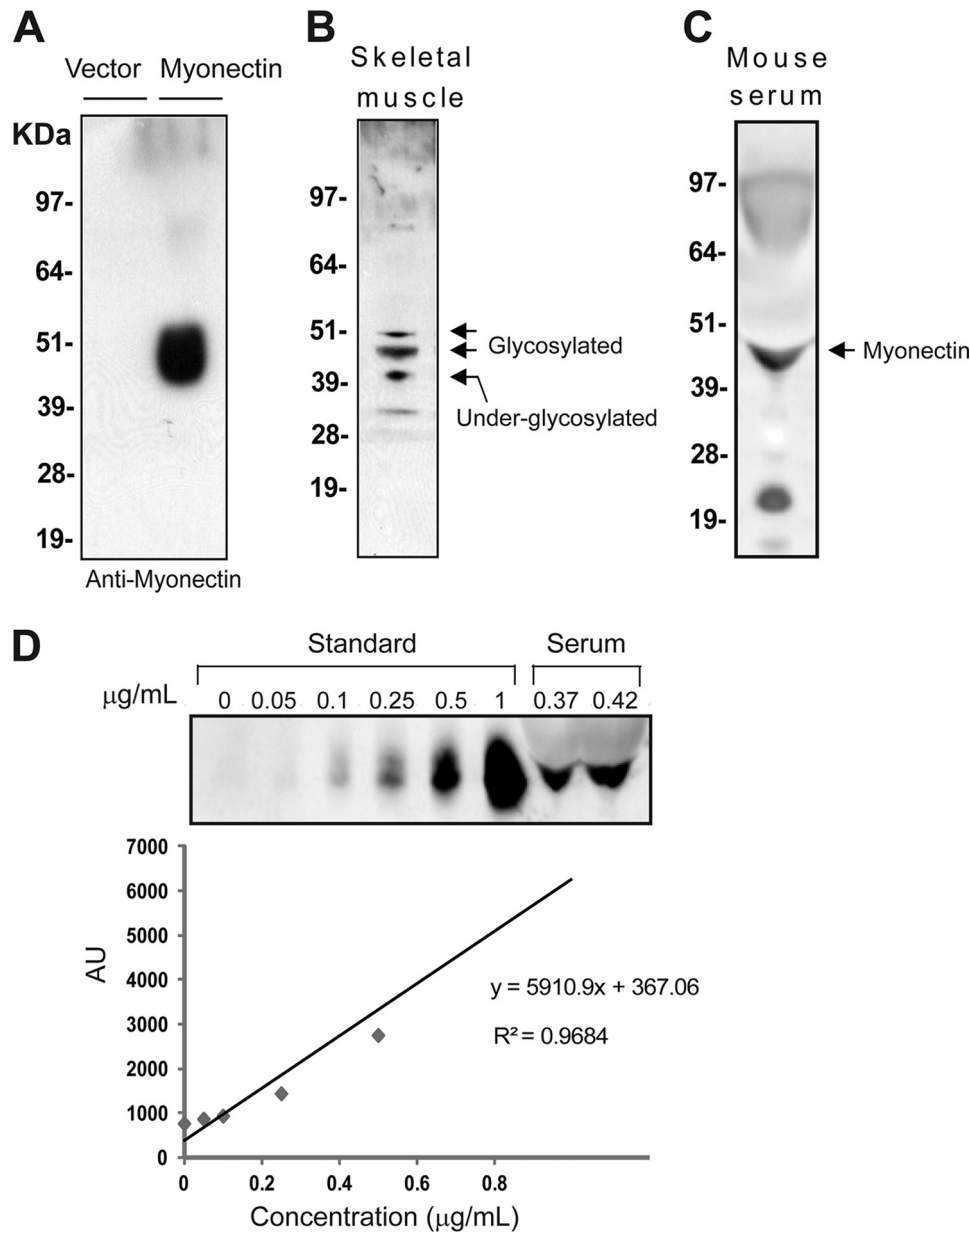 A
Vector Myonectin
KDa
97-
64-
51-
39-
28-
19-
Anti-Myonectin
B
Skeletal
muscle
97-
64-
51-
39-
28-
19-
Glycosylated
Under-glycosylated
C
Mouse
serum
97-
64-
51-
39-
28-
19-
Myonectin
D
Standard Serum
μg/mL 0 0.05 0.1 0.25 0.5 1 0.37 0.42
7000
6000
5000
4000
3000
2000
1000
0
AU
y = 5910.9x + 367.06
R² = 0.9684
0 0.2 0.4 0.6 0.8
Concentration (μg/mL)